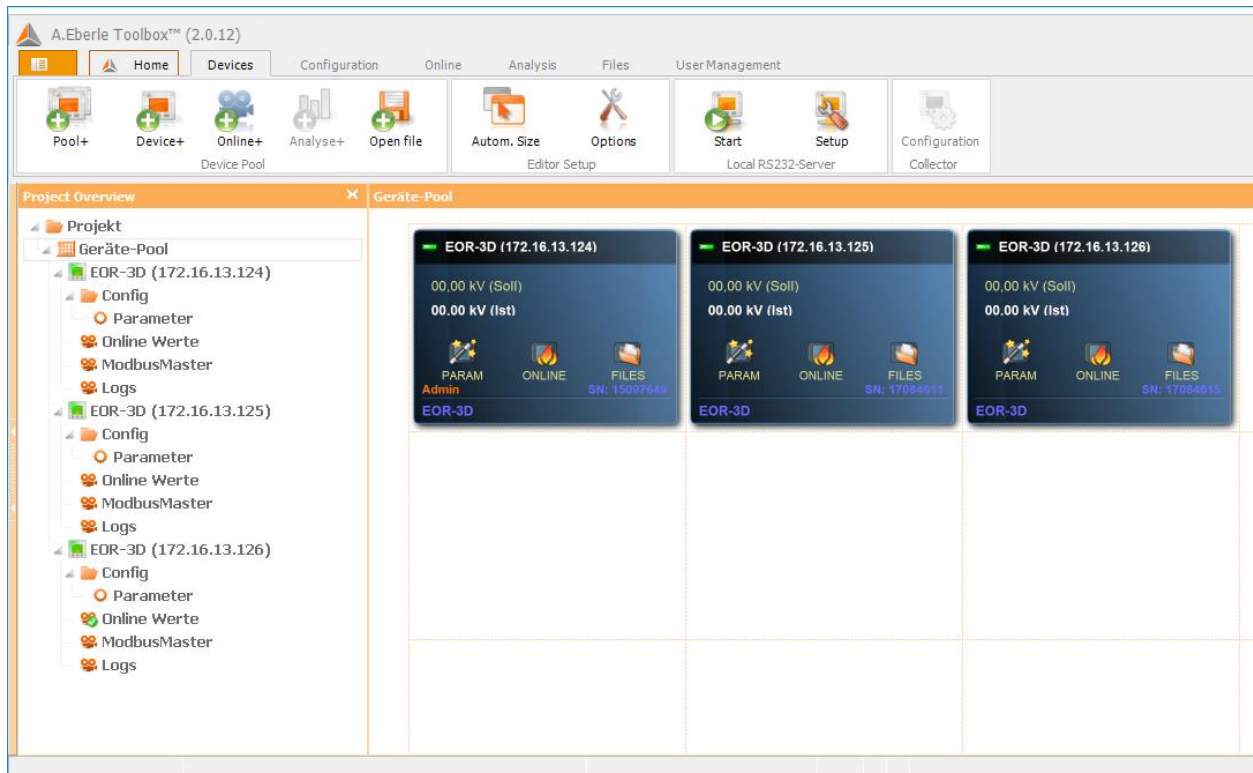 A.Eberle Toolbox™ (2.0.12)
Home Devices Configuration Online Analysis Files User Management
Pool+ Device+ Online+ Analyse+ Open file Autom. Size Options Start Setup Configuration
Device Pool Editor Setup Local RS232-Server Collector
Project Overview
Projekt
Geräte-Pool
EOR-3D (172.16.13.124)
Config
Parameter
Online Werte
ModbusMaster
Logs
EOR-3D (172.16.13.125)
Config
Parameter
Online Werte
ModbusMaster
Logs
EOR-3D (172.16.13.126)
Config
Parameter
Online Werte
ModbusMaster
Logs
Geräte-Pool
EOR-3D (172.16.13.124)
00,00 kV (Soll)
00.00 kV (Ist)
PARAM ONLINE FILES
Admin SN: 15097649
EOR-3D
EOR-3D (172.16.13.125)
00,00 kV (Soll)
00.00 kV (Ist)
PARAM ONLINE FILES
SN: 17084611
EOR-3D
EOR-3D (172.16.13.126)
00,00 kV (Soll)
00.00 kV (Ist)
PARAM ONLINE FILES
SN: 17084615
EOR-3D